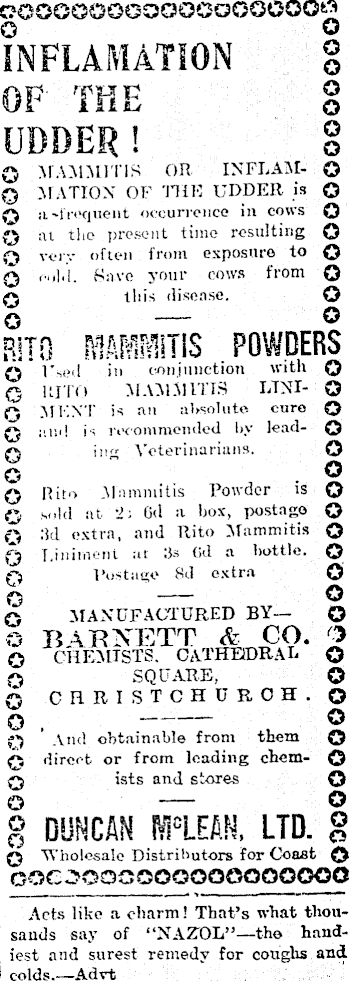 INFLAMATION
OF THE
UDDER !
MAMMITIS OR INFLAM-
MATION OF THE UDDER is
a frequent occurrence in cows
at the present time resulting
very often from exposure to
cold. Save your cows from
this disease.
RITO MAMMITIS POWDERS
Used in conjunction with
RITO MAMMITIS LINI-
MENT is an absolute cure
and is recommended by lead-
ing Veterinarians.
Rito Mammitis Powder is
sold at 2s 6d a box, postage
3d extra, and Rito Mammitis
Liniment at 3s 6d a bottle.
Postage 8d extra
MANUFACTURED BY—
BARNETT & CO.
CHEMISTS. CATHEDRAL
SQUARE,
CHRISTCHURCH.
And obtainable from them
direct or from leading chem-
ists and stores
DUNCAN McLEAN, LTD.
Wholesale Distributors for Coast
Acts like a charm! That's what thou-
sands say of "NAZOL"—the hand-
iest and surest remedy for coughs and
colds.—Advt